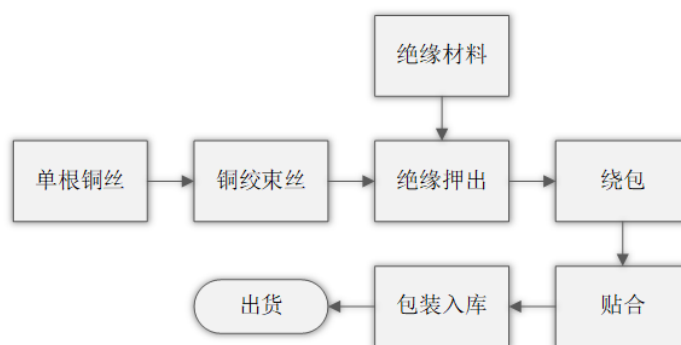 绝缘材料
单根铜丝
铜绞束丝
绝缘押出
绕包
出货
包装入库
贴合